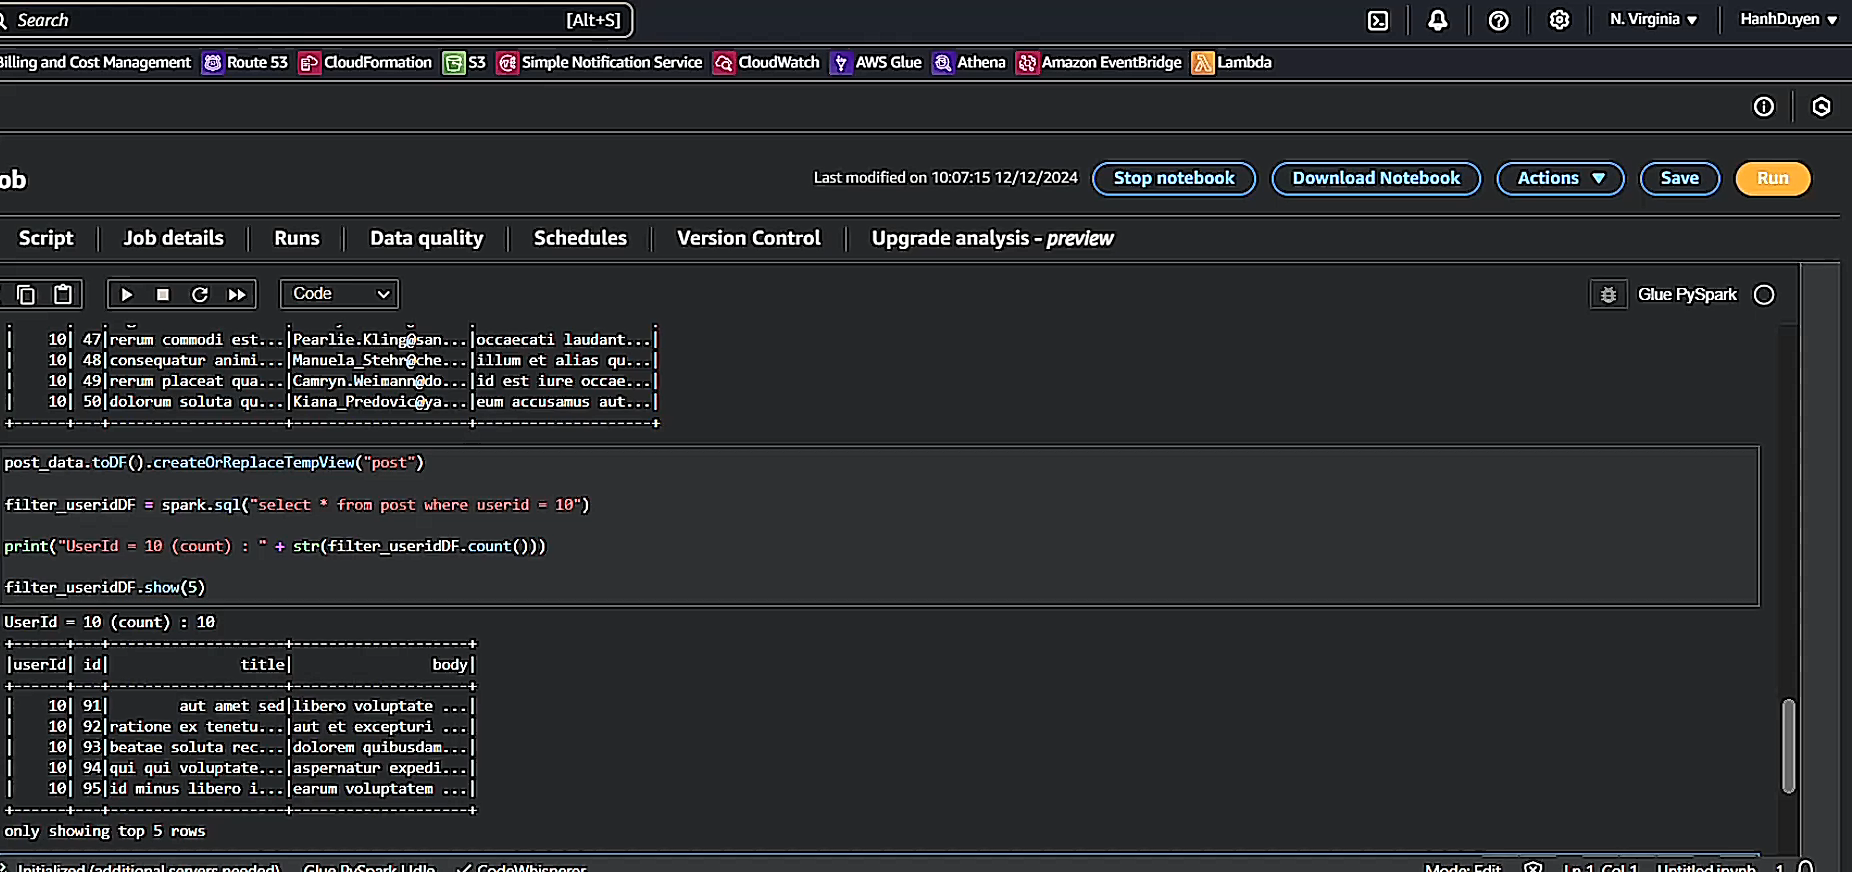 Search [Alt+S] N. Virginia ▼ HanhDuyen ▼
Billing and Cost Management Route 53 CloudFormation S3 Simple Notification Service CloudWatch AWS Glue Athena Amazon EventBridge Lambda
ob Last modified on 10:07:15 12/12/2024 Stop notebook Download Notebook Actions ▼ Save Run
Script Job details Runs Data quality Schedules Version Control Upgrade analysis - preview
Code Glue PySpark
| 10| 47|rerum commodi est...|Pearlie.Kling@san...|occaecati laudant...|
| 10| 48|consequatur animi...|Manuela_Stehr@che...|illum et alias qu...|
| 10| 49|rerum placeat qua...|Camryn.Weimann@do...|id est iure occae...|
| 10| 50|dolorum soluta qu...|Kiana_Predovic@ya...|eum accusamus aut...|
+------+---+--------------------+--------------------+--------------------+
post_data.toDF().createOrReplaceTempView("post")
filter_useridDF = spark.sql("select * from post where userid = 10")
print("UserId = 10 (count) : " + str(filter_useridDF.count()))
filter_useridDF.show(5)
UserId = 10 (count) : 10
+------+---+--------------------+--------------------+
|userId| id| title| body|
+------+---+--------------------+--------------------+
| 10| 91| aut amet sed|libero voluptate ...|
| 10| 92|ratione ex tenetu...|aut et excepturi ...|
| 10| 93|beatae soluta rec...|dolorem quibusdam...|
| 10| 94|qui qui voluptate...|aspernatur expedi...|
| 10| 95|id minus libero i...|earum voluptatem ...|
+------+---+--------------------+--------------------+
only showing top 5 rows
Initialized (additional servers needed) Glue PySpark | Idle CodeWhisperer Mode: Edit Ln 1, Col 1 Untitled.ipynb 1